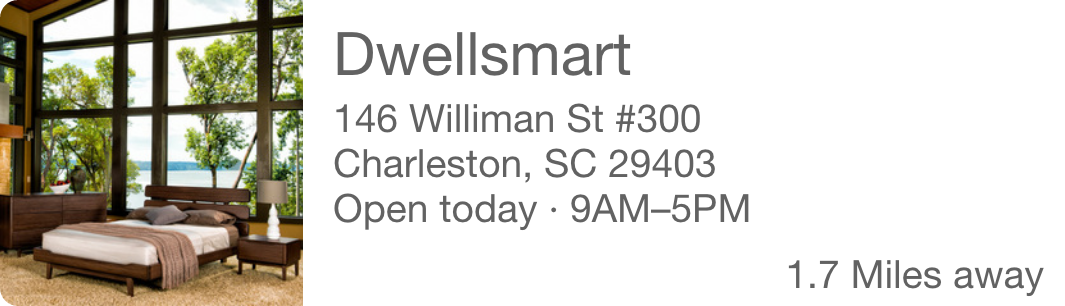 Dwellsmart
146 Williman St #300
Charleston, SC 29403
Open today · 9AM–5PM
1.7 Miles away